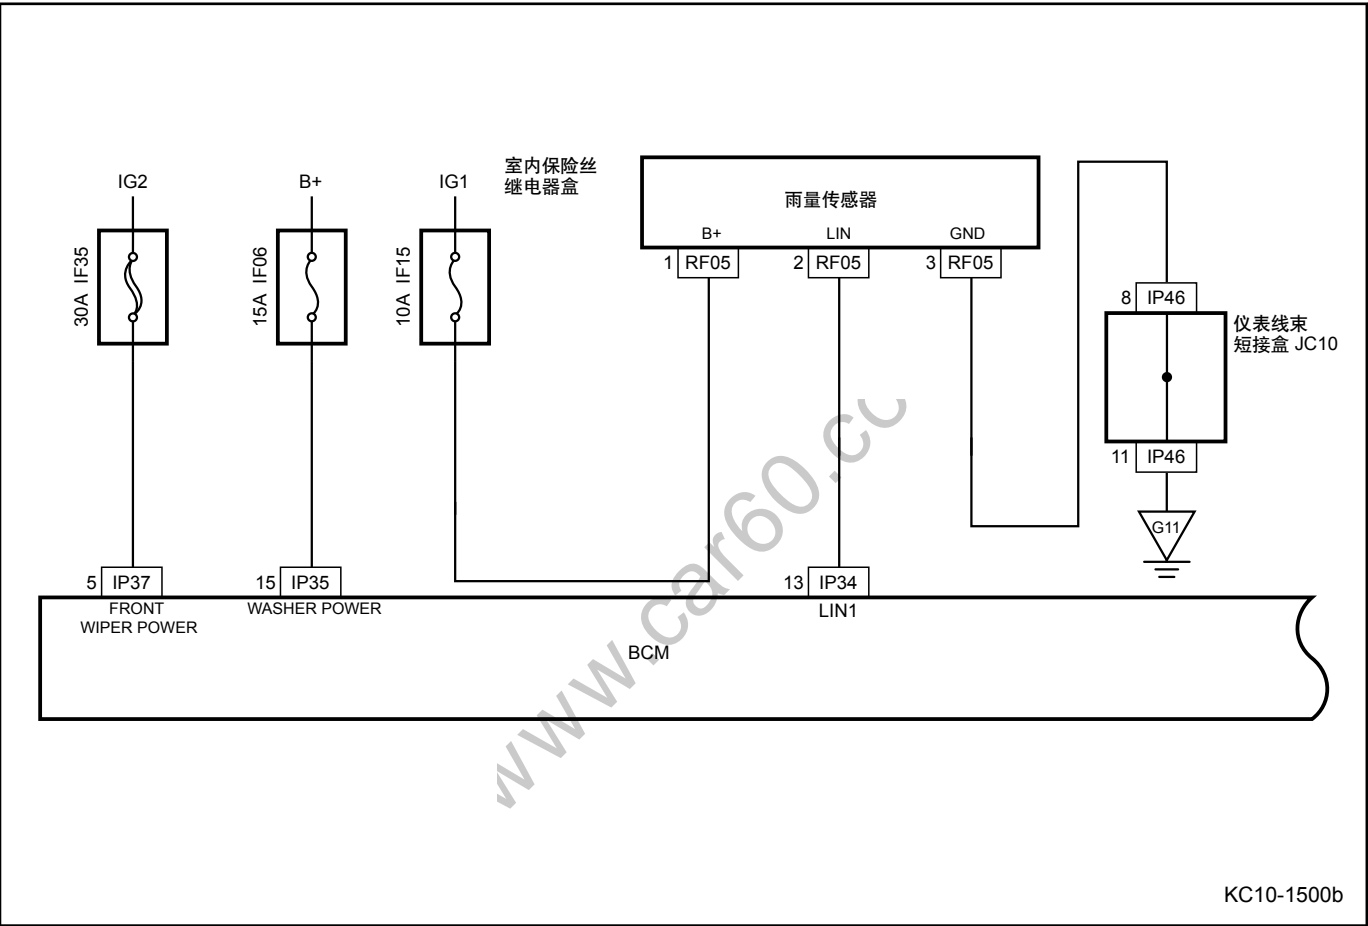 室内保险丝
继电器盒
IG2
B+
IG1
30A IF35
15A IF06
10A IF15
雨量传感器
B+
LIN
GND
1 RF05
2 RF05
3 RF05
8 IP46
仪表线束
短接盒 JC10
11 IP46
G11
5 IP37
15 IP35
13 IP34
FRONT
WIPER POWER
WASHER POWER
LIN1
BCM
www.car60.co
KC10-1500b